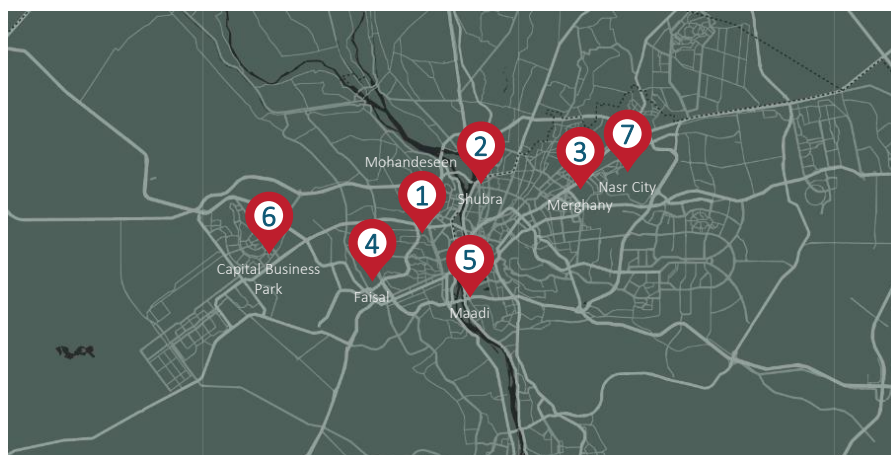 Mohandeseen
1
2
Shubra
3
Merghany
7
Nasr City
6
Capital Business
Park
4
Faisal
5
Maadi